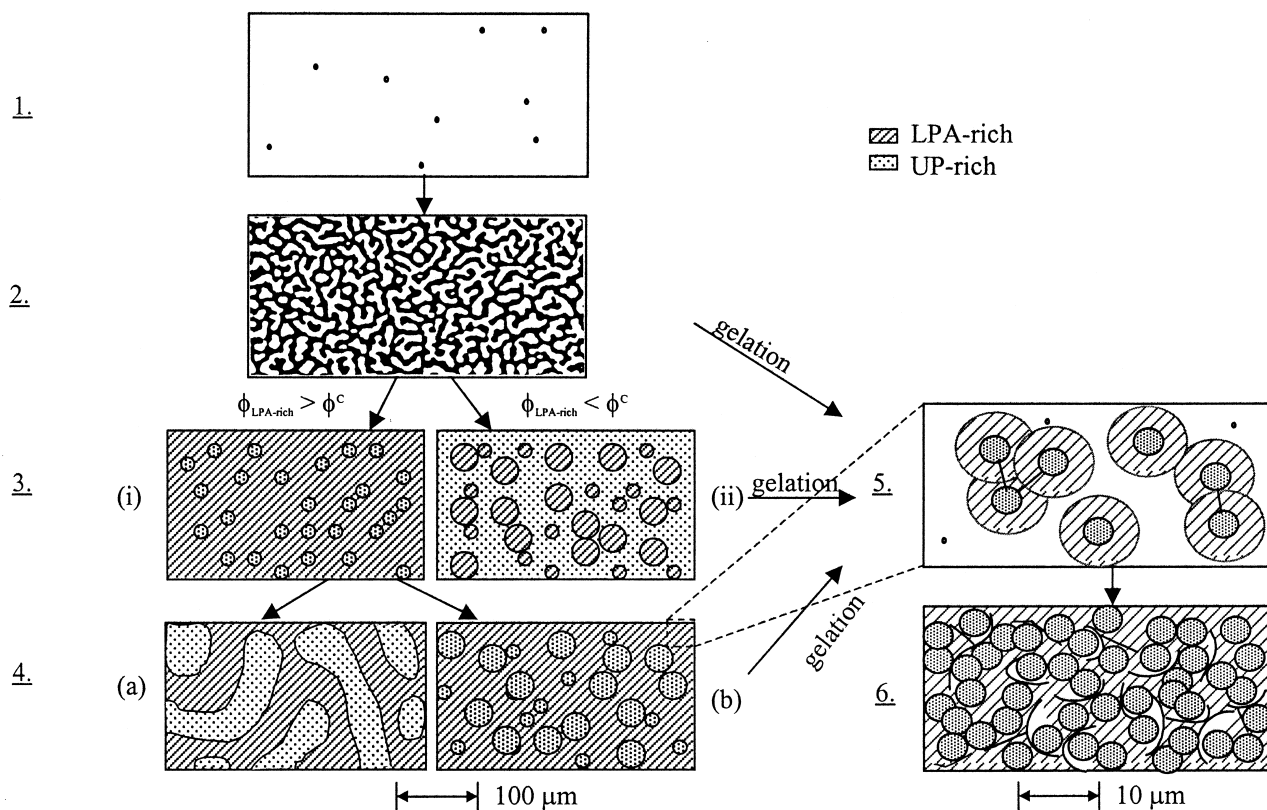 1.
LPA-rich
UP-rich
2.
gelation
ϕLPA-rich > ϕc
ϕLPA-rich < ϕc
3.
(i)
(ii)
gelation
5.
4.
(a)
(b)
gelation
6.
100 μm
10 μm